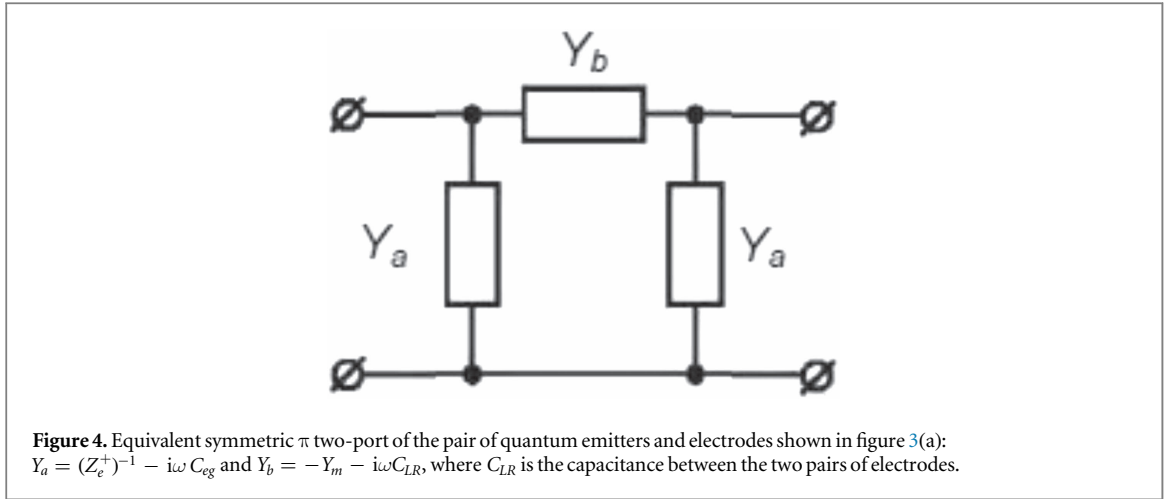 Y_b
Y_a
Y_a
Figure 4. Equivalent symmetric π two-port of the pair of quantum emitters and electrodes shown in figure 3(a):
Y_a = (Z_e^+)^{-1} − iω C_{eg} and Y_b = −Y_m − iωC_{LR}, where C_{LR} is the capacitance between the two pairs of electrodes.